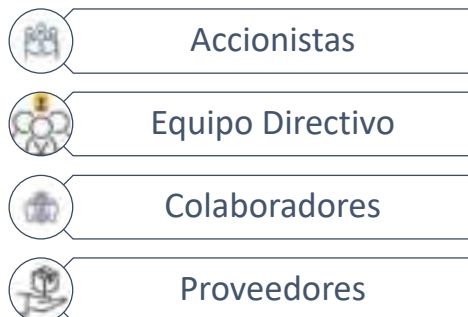 Accionistas
Equipo Directivo
Colaboradores
Proveedores